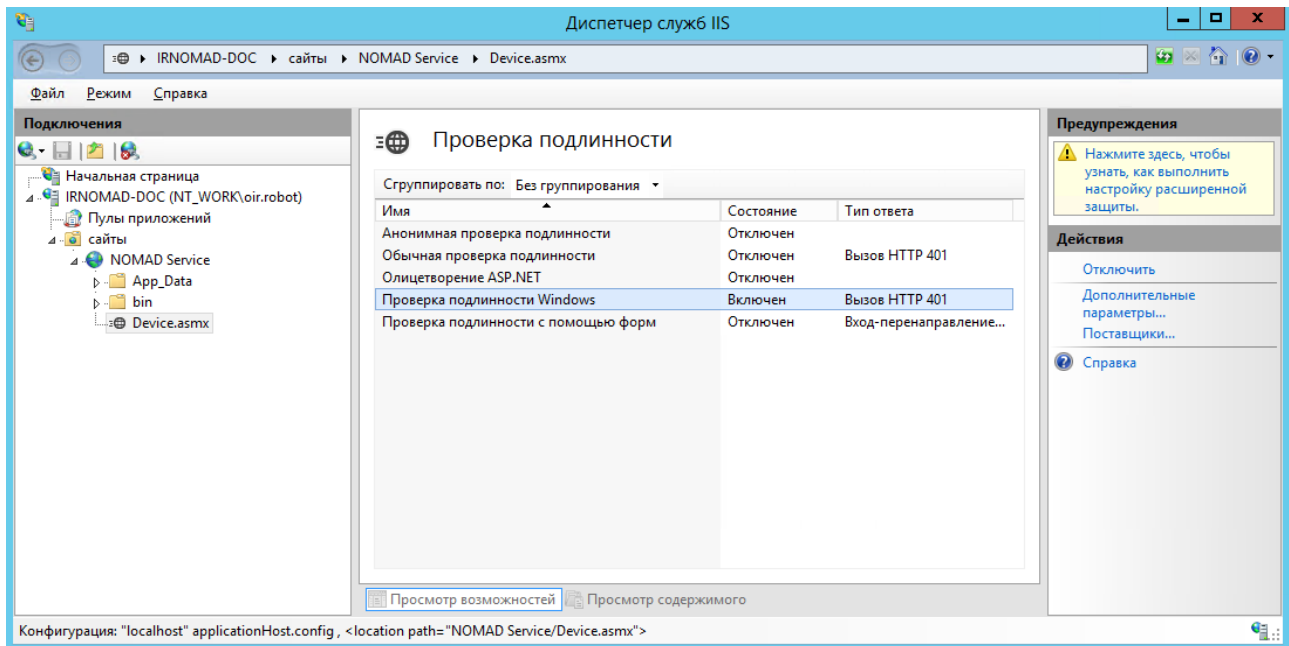 Диспетчер служб IIS
IRNOMAD-DOC сайты NOMAD Service Device.asmx
Файл Режим Справка
Подключения
Начальная страница
IRNOMAD-DOC (NT_WORK\oir.robot)
Пулы приложений
сайты
NOMAD Service
App_Data
bin
Device.asmx
Проверка подлинности
Сгруппировать по: Без группирования
Имя Состояние Тип ответа
Анонимная проверка подлинности Отключен
Обычная проверка подлинности Отключен Вызов HTTP 401
Олицетворение ASP.NET Отключен
Проверка подлинности Windows Включен Вызов HTTP 401
Проверка подлинности с помощью форм Отключен Вход-перенаправление...
Просмотр возможностей Просмотр содержимого
Предупреждения
Нажмите здесь, чтобы
узнать, как выполнить
настройку расширенной
защиты.
Действия
Отключить
Дополнительные
параметры...
Поставщики...
Справка
Конфигурация: "localhost" applicationHost.config , <location path="NOMAD Service/Device.asmx">